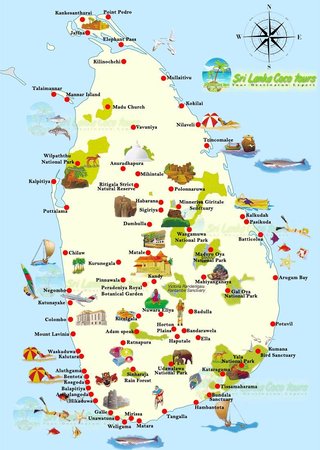 Kankesanthurai
Point Pedro
Jaffna
Elephant Pass
Kilinochchi
Sri Lanka Coco Tours
Your Destination Expert
Mullaitivu
Talaimannar
Mannar Island
Madu Church
Kokilai
Vavuniya
Nilaveli
Trincomalee
Wilpaththu
National Park
Anuradhapura
Mihintale
Kalpitiya
Ritigala Strict
Natural Reserve
Polonnaruwa
Habarana
Sigiriya
Minneriya Giritale
Sanctuary
Puttalama
Dambulla
Kalkudah
Pasikuda
Wasgamuwa
National Park
Batticoloa
Chilaw
Matale
Maduru Oya
National Park
Kurunegala
Kandy
Arugam Bay
Pinnawala
Mahiyanganaya
Peradeniya Royal
Botanical Garden
Victoria Randenigala
Rantambe Sanctuary
Gal Oya
National Park
Negombo
Katunayake
Nuwara Eliya
Badulla
Colombo
Kitulgala
Potuvil
Mount Lavinia
Adam speak
Horton
Plains
Bandarawela
Ella
Haputale
Ratnapura
Kumana
Bird Sanctuary
Waskaduwa
Kalutara
Yala
National Park
Kataragama
Aluthgama
Bentota
Kosgoda
Balapitiya
Ambalangoda
Hikkaduwa
Sinharaja
Rain Forest
Udawalawa
National Park
Tissamaharama
Bundala
Sanctuary
Hambantota
Galle
Unawatuna
Weligama
Mirissa
Matara
Tangalla